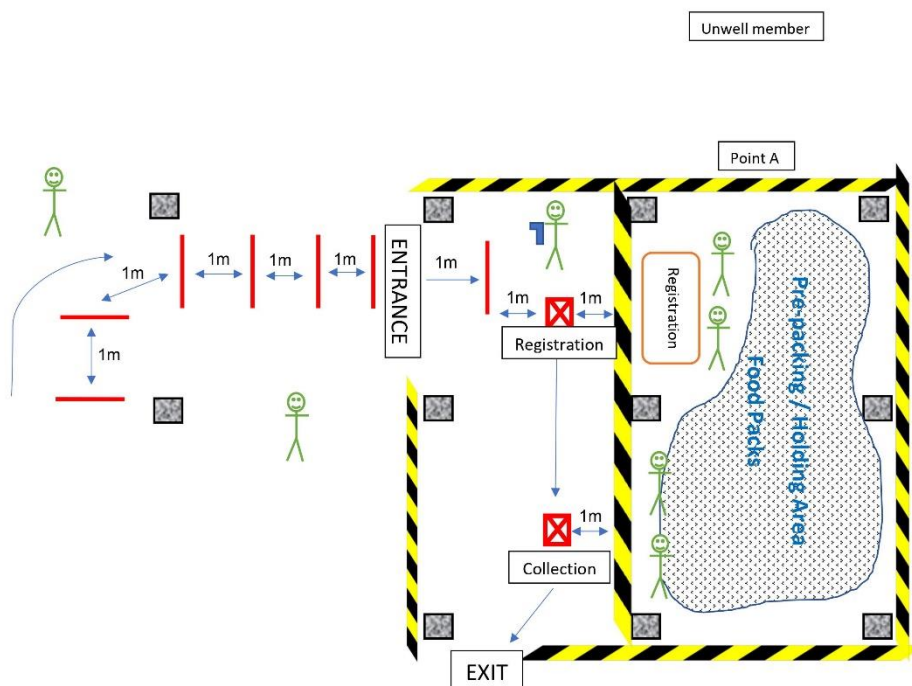 Unwell member
Point A
1m
1m
1m
1m
1m
ENTRANCE
1m
1m
1m
Registration
Registration
Pre-packing / Holding Area
Food Packs
1m
Collection
EXIT